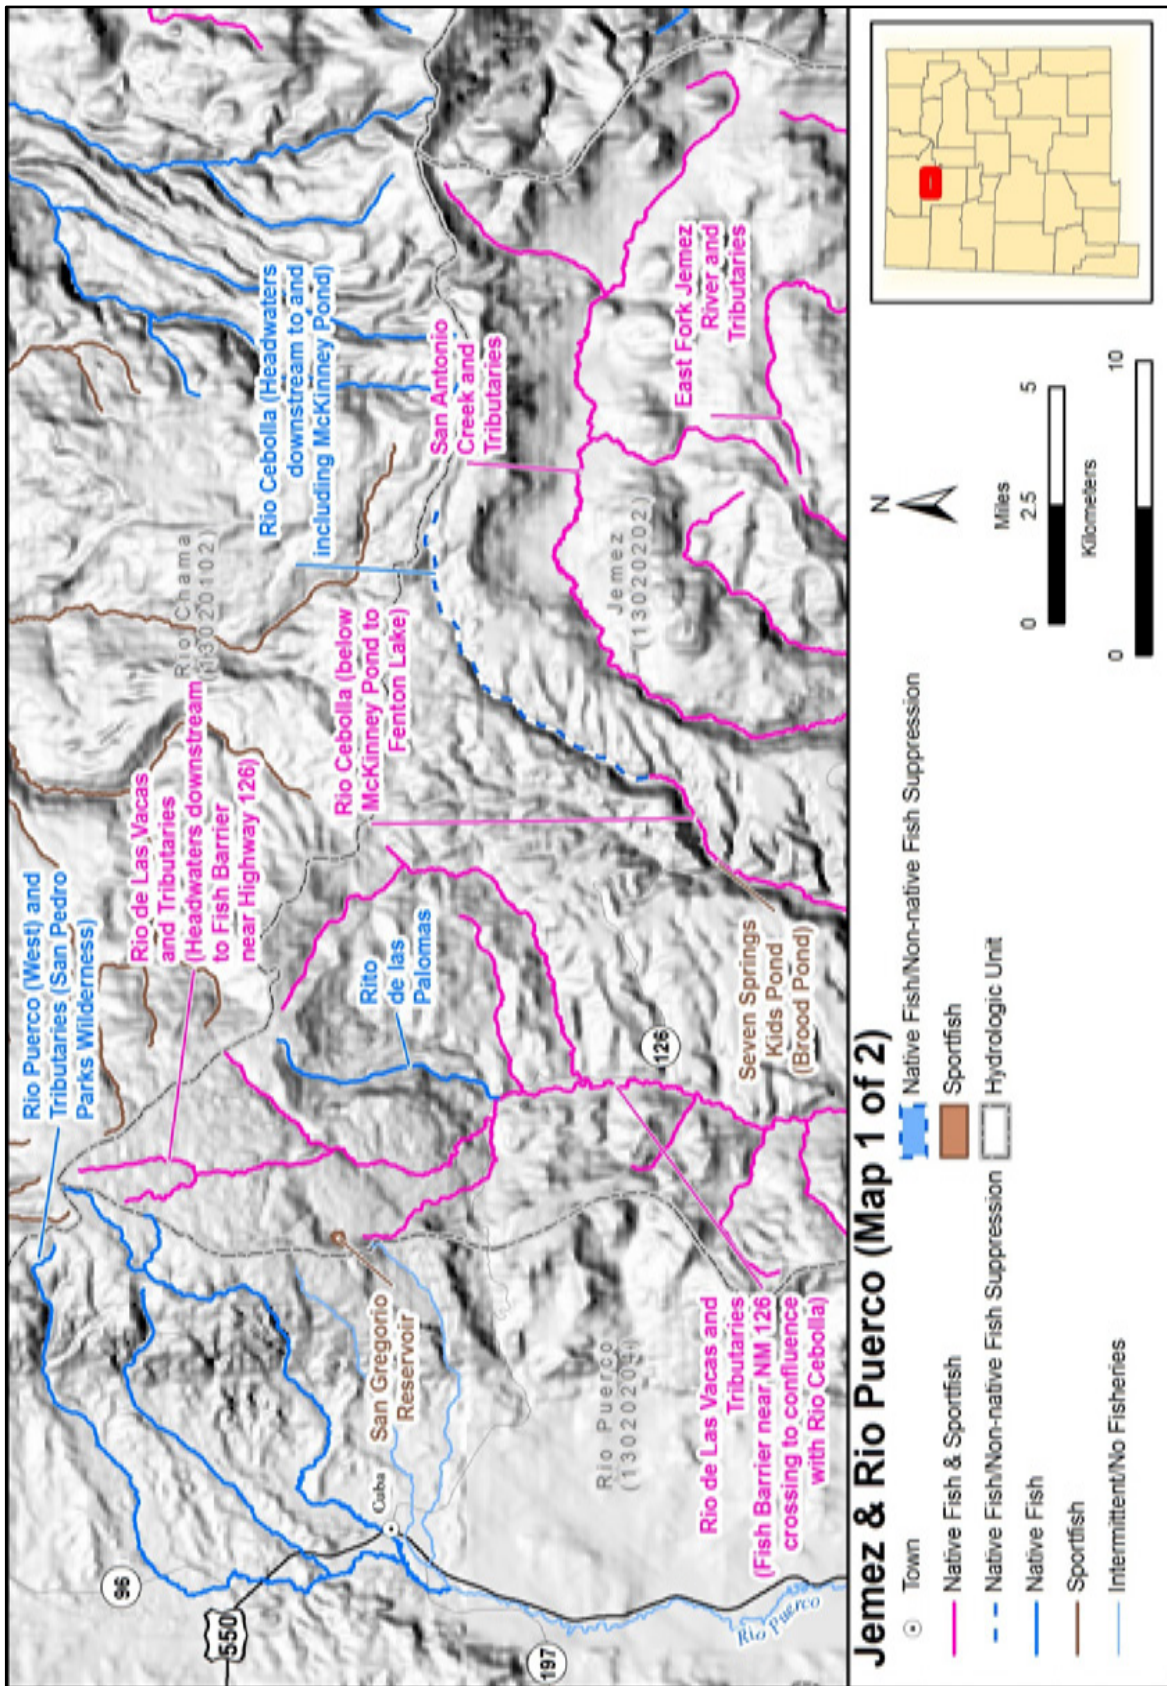 Rio Puerco (West) and
Tributaries (San Pedro
Parks Wilderness)
Rio de Las Vacas
and Tributaries
(Headwaters downstream
to Fish Barrier
near Highway 126)
Rio Chama
(13020102)
Rio Cebolla (Headwaters
downstream to and
including McKinney Pond)
San Antonio
Creek and
Tributaries
Rio Cebolla (below
McKinney Pond to
Fenton Lake)
Rito
de las
Palomas
96
550
San Gregorio
Reservoir
Cuba
197
Rio Puerco
Rio Puerco
(13020204)
Rio de Las Vacas and
Tributaries
(Fish Barrier near NM 126
crossing to confluence
with Rio Cebolla)
126
Seven Springs
Kids Pond
(Brood Pond)
Jemez
(13020202)
East Fork Jemez
River and
Tributaries
Jemez & Rio Puerco (Map 1 of 2)
Town
Native Fish & Sportfish
Native Fish/Non-native Fish Suppression
Native Fish
Sportfish
Intermittent/No Fisheries
Native Fish/Non-native Fish Suppression
Sportfish
Hydrologic Unit
N
Miles
0 2.5 5
Kilometers
0 10